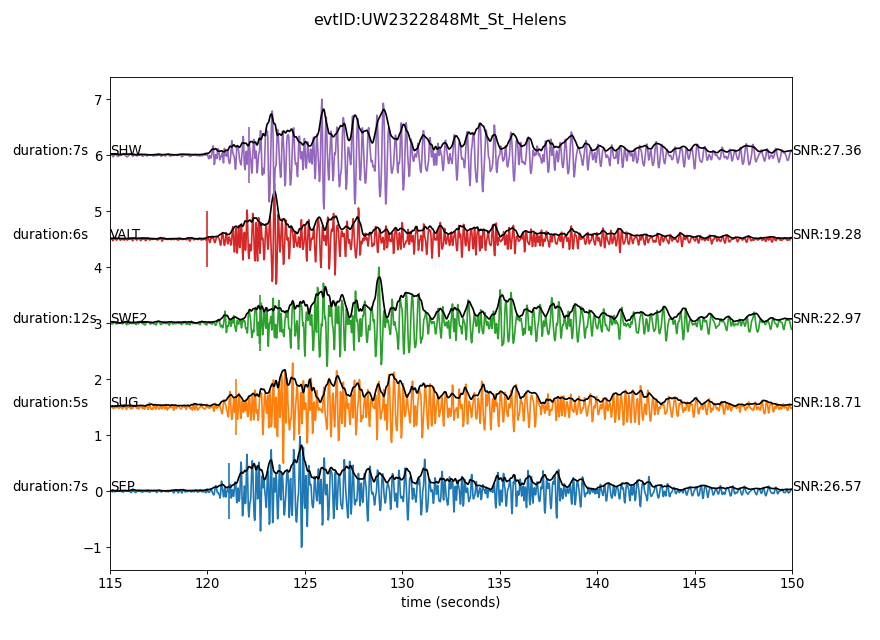 evtID:UW2322848Mt_St_Helens
7
duration:7s SHW 6 SNR:27.36
5
duration:6s VALT SNR:19.28
4
duration:12s SWF2 3 SNR:22.97
2
duration:5s SUG SNR:18.71
1
duration:7s SEP 0 SNR:26.57
−1
115 120 125 130 135 140 145 150
time (seconds)